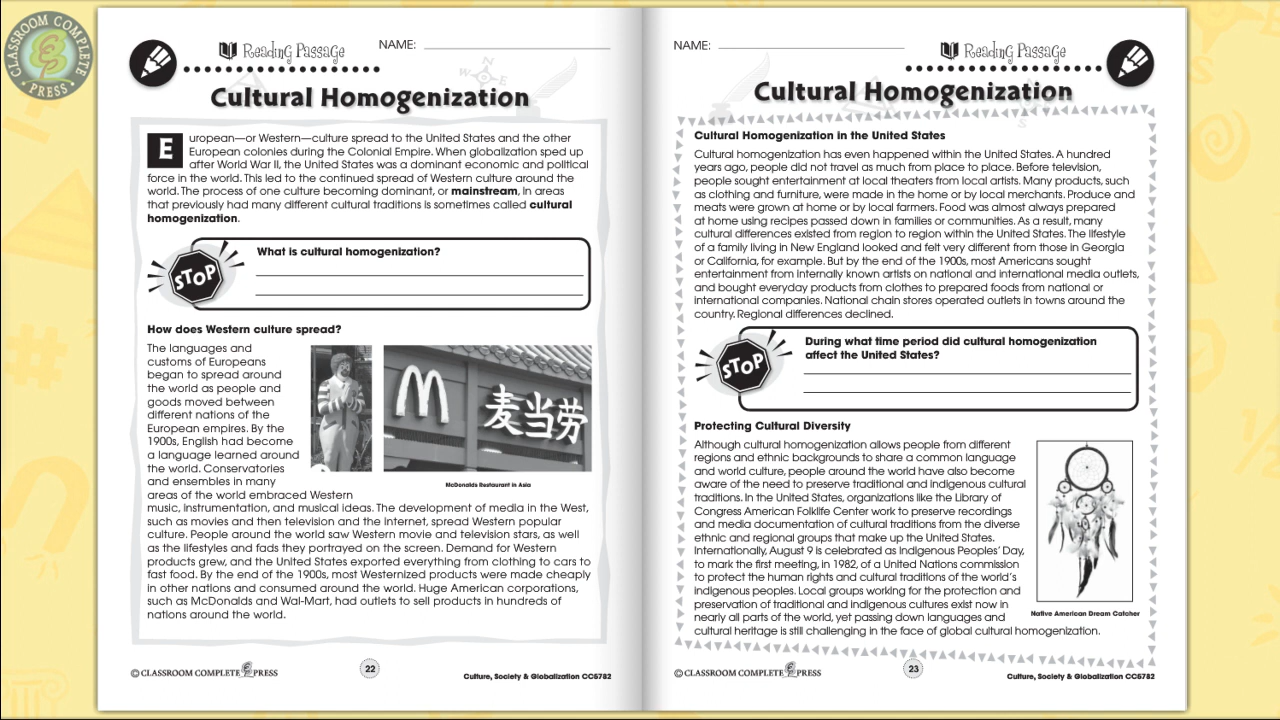 CLASSROOM COMPLETE
PRESS
Reading Passage
NAME:
Cultural Homogenization
European—or Western—culture spread to the United States and the other
European colonies during the Colonial Empire. When globalization sped up
after World War II, the United States was a dominant economic and political
force in the world. This led to the continued spread of Western culture around the
world. The process of one culture becoming dominant, or mainstream, in areas
that previously had many different cultural traditions is sometimes called cultural
homogenization.
STOP
What is cultural homogenization?
How does Western culture spread?
The languages and
customs of Europeans
began to spread around
the world as people and
goods moved between
different nations of the
European empires. By the
1900s, English had become
a language learned around
the world. Conservatories
and ensembles in many
areas of the world embraced Western
music, instrumentation, and musical ideas. The development of media in the West,
such as movies and then television and the Internet, spread Western popular
culture. People around the world saw Western movie and television stars, as well
as the lifestyles and fads they portrayed on the screen. Demand for Western
products grew, and the United States exported everything from clothing to cars to
fast food. By the end of the 1900s, most Westernized products were made cheaply
in other nations and consumed around the world. Huge American corporations,
such as McDonalds and Wal-Mart, had outlets to sell products in hundreds of
nations around the world.
M 麦当劳
McDonalds Restaurant in Asia
© CLASSROOM COMPLETE PRESS
22
Culture, Society & Globalization CC5782
NAME:
Reading Passage
Cultural Homogenization
Cultural Homogenization in the United States
Cultural homogenization has even happened within the United States. A hundred
years ago, people did not travel as much from place to place. Before television,
people sought entertainment at local theaters from local artists. Many products, such
as clothing and furniture, were made in the home or by local merchants. Produce and
meats were grown at home or by local farmers. Food was almost always prepared
at home using recipes passed down in families or communities. As a result, many
cultural differences existed from region to region within the United States. The lifestyle
of a family living in New England looked and felt very different from those in Georgia
or California, for example. But by the end of the 1900s, most Americans sought
entertainment from internally known artists on national and international media outlets,
and bought everyday products from clothes to prepared foods from national or
international companies. National chain stores operated outlets in towns around the
country. Regional differences declined.
STOP
During what time period did cultural homogenization
affect the United States?
Protecting Cultural Diversity
Although cultural homogenization allows people from different
regions and ethnic backgrounds to share a common language
and world culture, people around the world have also become
aware of the need to preserve traditional and indigenous cultural
traditions. In the United States, organizations like the Library of
Congress American Folklife Center work to preserve recordings
and media documentation of cultural traditions from the diverse
ethnic and regional groups that make up the United States.
Internationally, August 9 is celebrated as Indigenous Peoples' Day,
to mark the first meeting, in 1982, of a United Nations commission
to protect the human rights and cultural traditions of the world's
indigenous peoples. Local groups working for the protection and
preservation of traditional and indigenous cultures exist now in
nearly all parts of the world, yet passing down languages and
cultural heritage is still challenging in the face of global cultural homogenization.
Native American Dream Catcher
© CLASSROOM COMPLETE PRESS
23
Culture, Society & Globalization CC5782